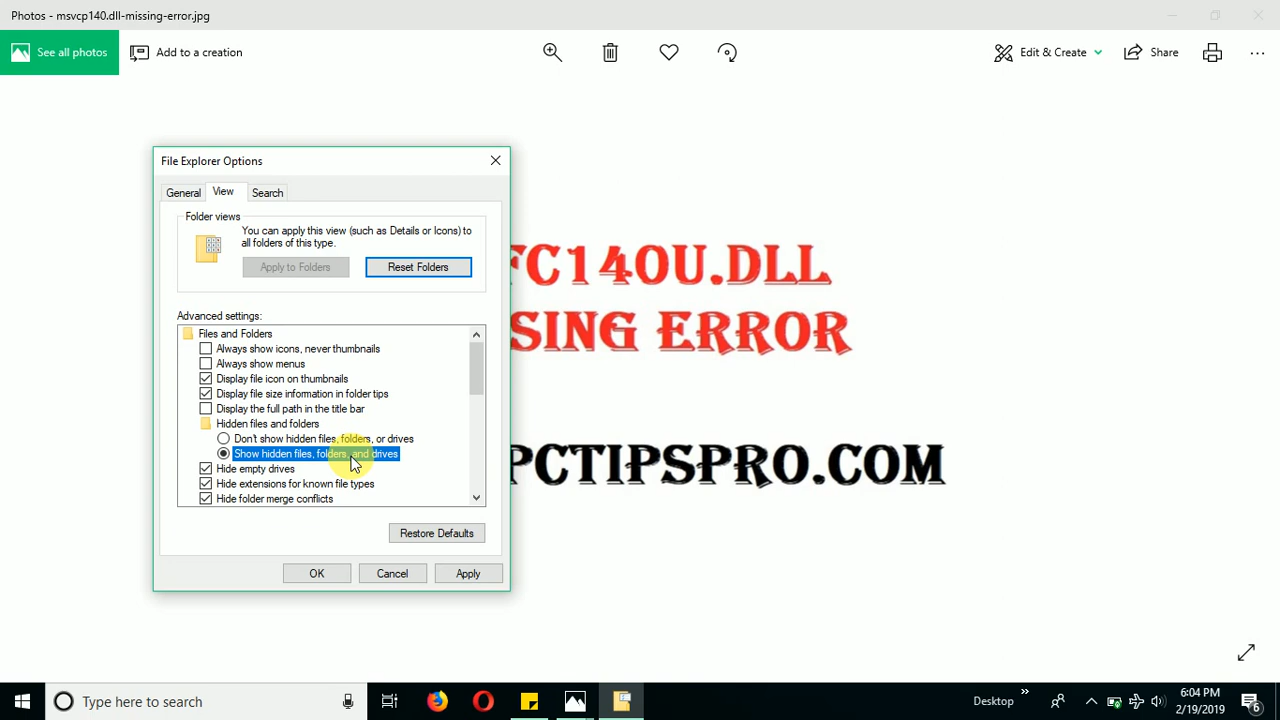 Photos - msvcp140.dll-missing-error.jpg
See all photos
Add to a creation
Edit & Create
Share
File Explorer Options
General
View
Search
Folder views
You can apply this view (such as Details or Icons) to
all folders of this type.
Apply to Folders
Reset Folders
Advanced settings:
Files and Folders
Always show icons, never thumbnails
Always show menus
Display file icon on thumbnails
Display file size information in folder tips
Display the full path in the title bar
Hidden files and folders
Don't show hidden files, folders, or drives
Show hidden files, folders, and drives
Hide empty drives
Hide extensions for known file types
Hide folder merge conflicts
Restore Defaults
OK
Cancel
Apply
FC140U.DLL
SING ERROR
PCTIPSPRO.COM
Type here to search
Desktop
6:04 PM
2/19/2019
6